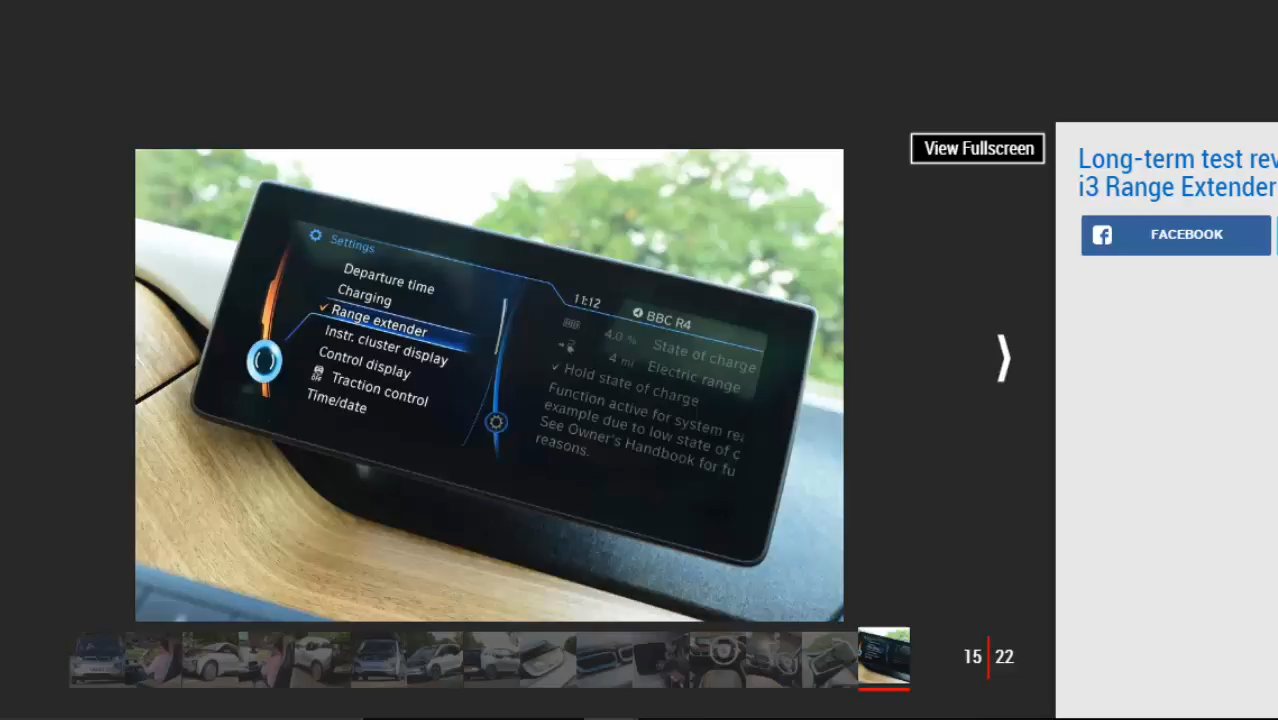 View Fullscreen
Long-term test rev
i3 Range Extender
FACEBOOK
Settings
Departure time
Charging
Range extender
Instr. cluster display
Control display
OFF Traction control
Time/date
11:12
BBC R4
4.0 % State of charge
4 mi Electric range
Hold state of charge
Function active for system rea
example due to low state of c
See Owner's Handbook for fu
reasons.
15 22